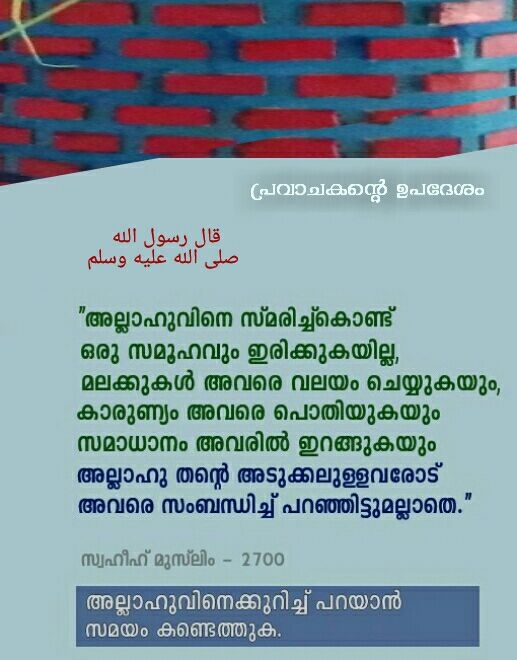 പ്രവാചകന്റെ ഉപദേശം
قال رسول الله
صلى الله عليه وسلم
"അല്ലാഹുവിനെ സ്മരിച്ച്കൊണ്ട്
ഒരു സമൂഹവും ഇരിക്കുകയില്ല,
മലക്കുകൾ അവരെ വലയം ചെയ്യുകയും,
കാരുണ്യം അവരെ പൊതിയുകയും
സമാധാനം അവരിൽ ഇറങ്ങുകയും
അല്ലാഹു തന്റെ അടുക്കലുള്ളവരോട്
അവരെ സംബന്ധിച്ച് പറഞ്ഞിട്ടുമല്ലാതെ."
സ്വഹീഹ് മുസ്‌ലിം - 2700
അല്ലാഹുവിനെക്കുറിച്ച് പറയാൻ
സമയം കണ്ടെത്തുക.